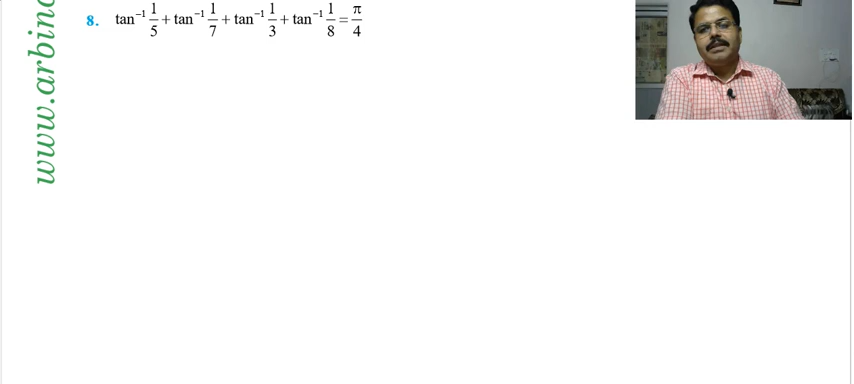 www.arbind
8. tan⁻¹ 1/5 + tan⁻¹ 1/7 + tan⁻¹ 1/3 + tan⁻¹ 1/8 = π/4